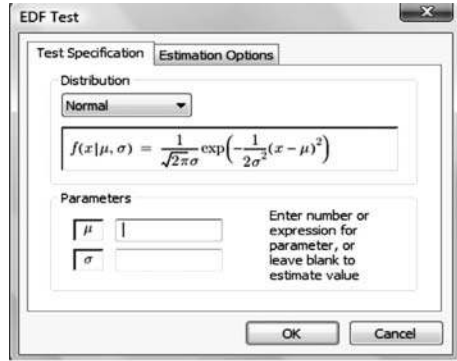 EDF Test
Test Specification Estimation Options
Distribution
Normal
f(x|μ, σ) = 1/(√2πσ) exp(−1/(2σ²)(x − μ)²)
Parameters
μ
σ
Enter number or
expression for
parameter, or
leave blank to
estimate value
OK Cancel